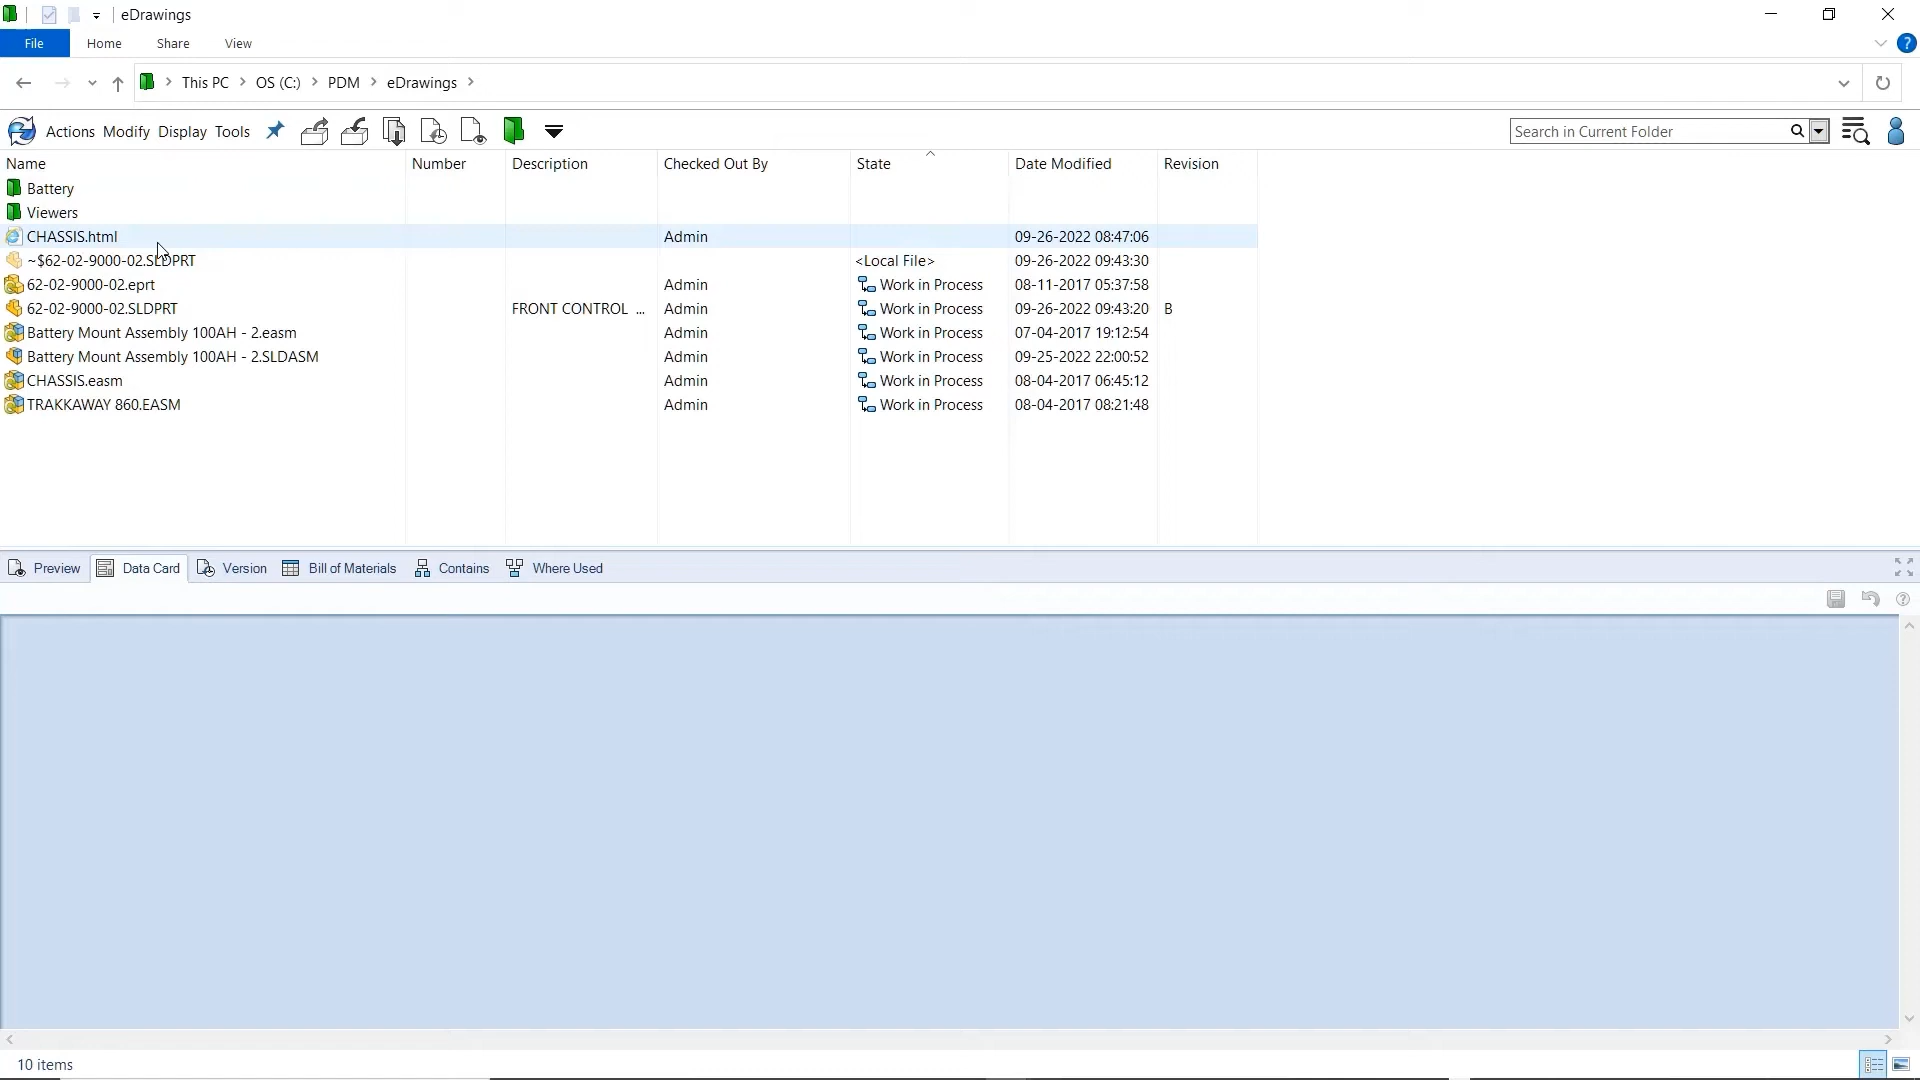 eDrawings
File Home Share View ?
This PC OS (C:) PDM eDrawings
Actions Modify Display Tools Search in Current Folder
Name Number Description Checked Out By State Date Modified Revision
Battery
Viewers
CHASSIS.html Admin 09-26-2022 08:47:06
~$62-02-9000-02.SLDPRT <Local File> 09-26-2022 09:43:30
62-02-9000-02.eprt Admin Work in Process 08-11-2017 05:37:58
62-02-9000-02.SLDPRT FRONT CONTROL ... Admin Work in Process 09-26-2022 09:43:20 B
Battery Mount Assembly 100AH - 2.easm Admin Work in Process 07-04-2017 19:12:54
Battery Mount Assembly 100AH - 2.SLDASM Admin Work in Process 09-25-2022 22:00:52
CHASSIS.easm Admin Work in Process 08-04-2017 06:45:12
TRAKKAWAY 860.EASM Admin Work in Process 08-04-2017 08:21:48
Preview Data Card Version Bill of Materials Contains Where Used
?
10 items